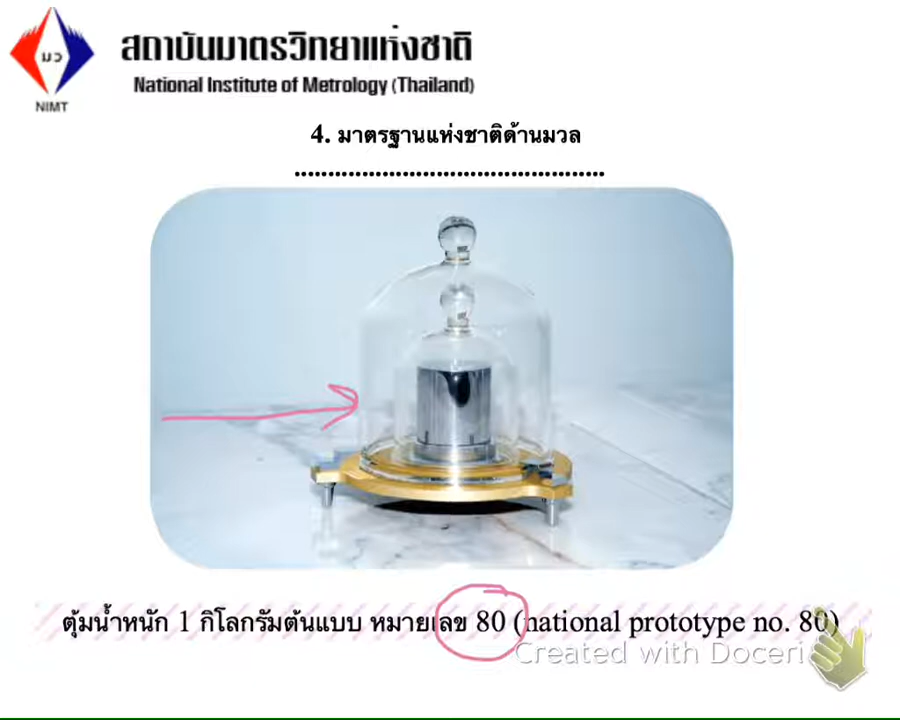 มว
NIMT
สถาบันมาตรวิทยาแห่งชาติ
National Institute of Metrology (Thailand)
4. มาตรฐานแห่งชาติด้านมวล
..............................................
ตุ้มน้ำหนัก 1 กิโลกรัมต้นแบบ หมายเลข 80 (national prototype no. 80)
Created with Doceri